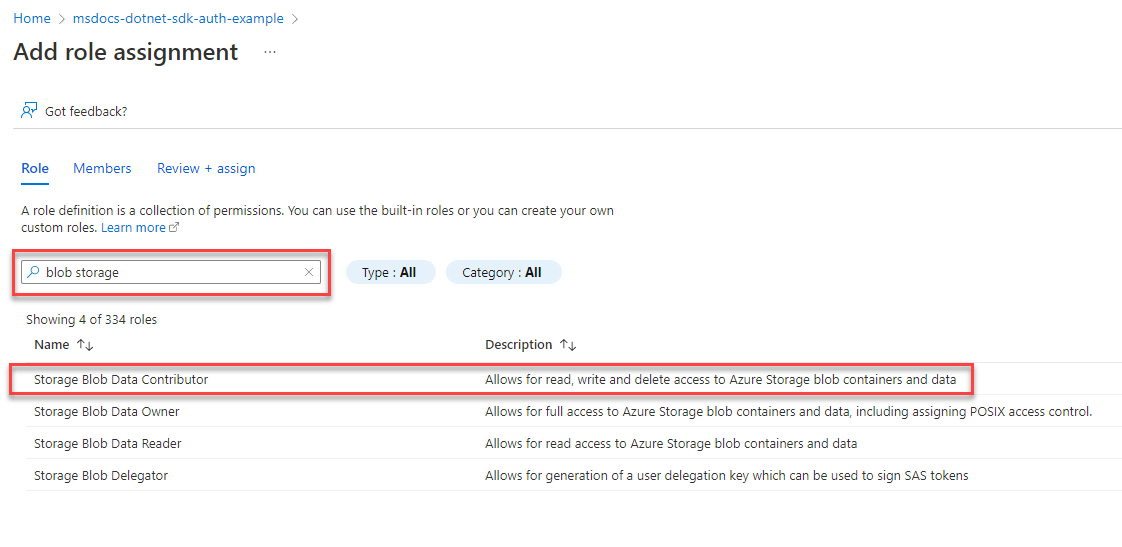 Home > msdocs-dotnet-sdk-auth-example >
Add role assignment ...
Got feedback?
Role Members Review + assign
A role definition is a collection of permissions. You can use the built-in roles or you can create your own
custom roles. Learn more
blob storage Type : All Category : All
Showing 4 of 334 roles
Name ↑↓ Description ↑↓
Storage Blob Data Contributor Allows for read, write and delete access to Azure Storage blob containers and data
Storage Blob Data Owner Allows for full access to Azure Storage blob containers and data, including assigning POSIX access control.
Storage Blob Data Reader Allows for read access to Azure Storage blob containers and data
Storage Blob Delegator Allows for generation of a user delegation key which can be used to sign SAS tokens